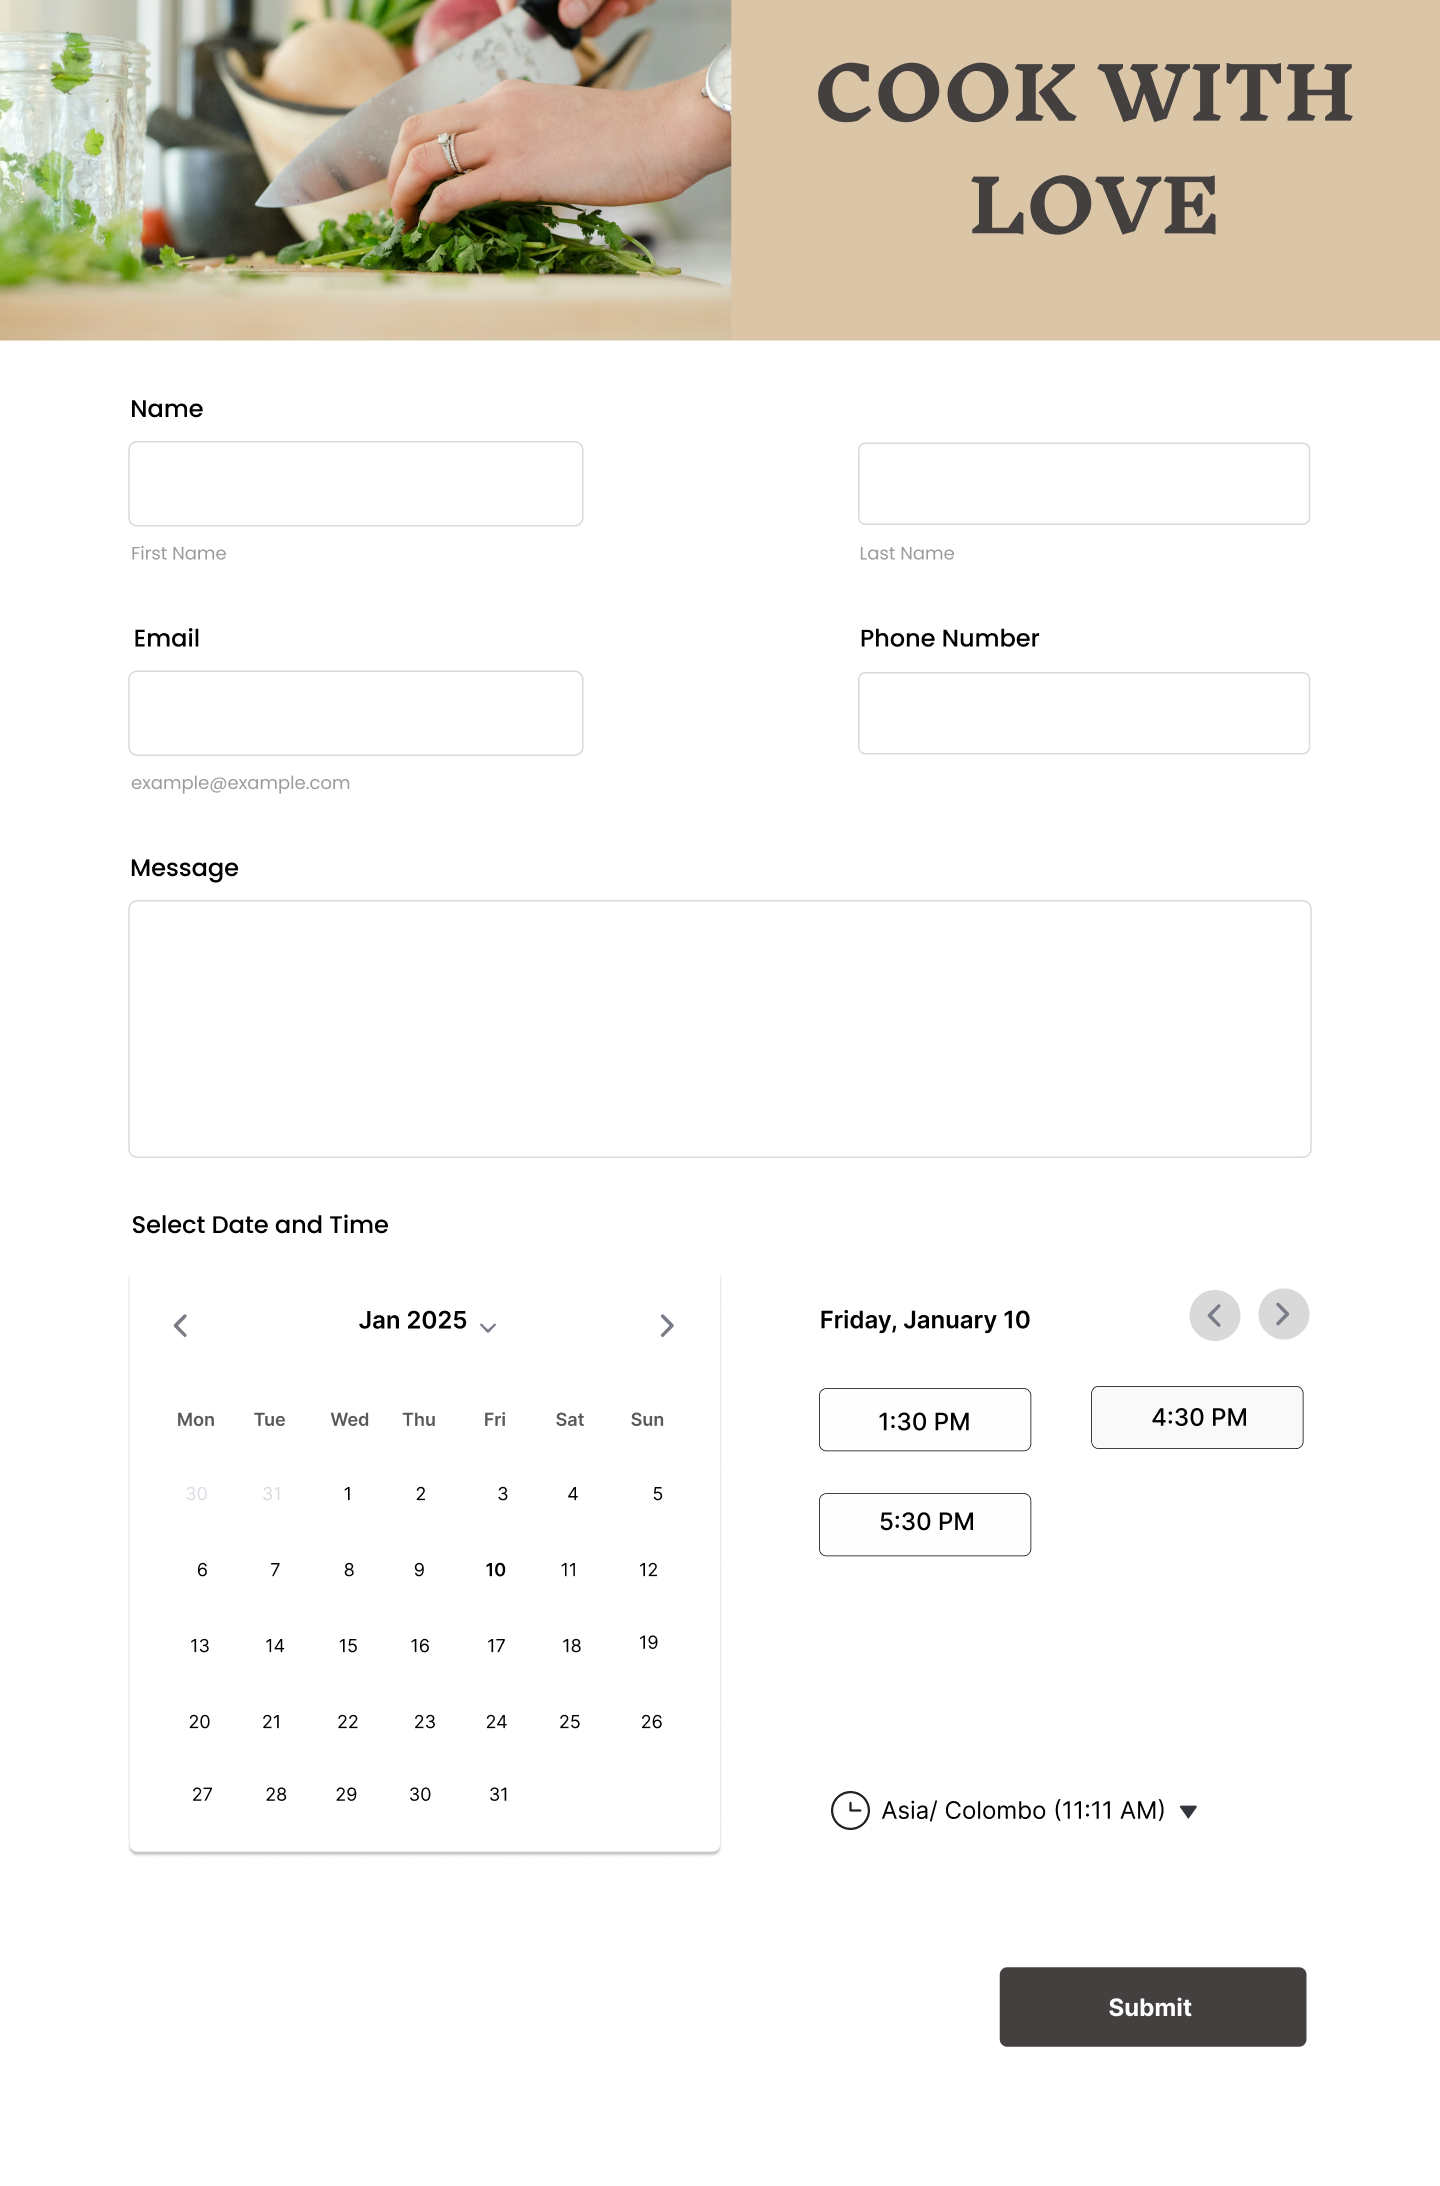 COOK WITH
LOVE
Name
First Name
Last Name
Email
Phone Number
example@example.com
Message
Select Date and Time
Jan 2025
Mon Tue Wed Thu Fri Sat Sun
30 31 1 2 3 4 5
6 7 8 9 10 11 12
13 14 15 16 17 18 19
20 21 22 23 24 25 26
27 28 29 30 31
Friday, January 10
1:30 PM
4:30 PM
5:30 PM
Asia/ Colombo (11:11 AM)
Submit